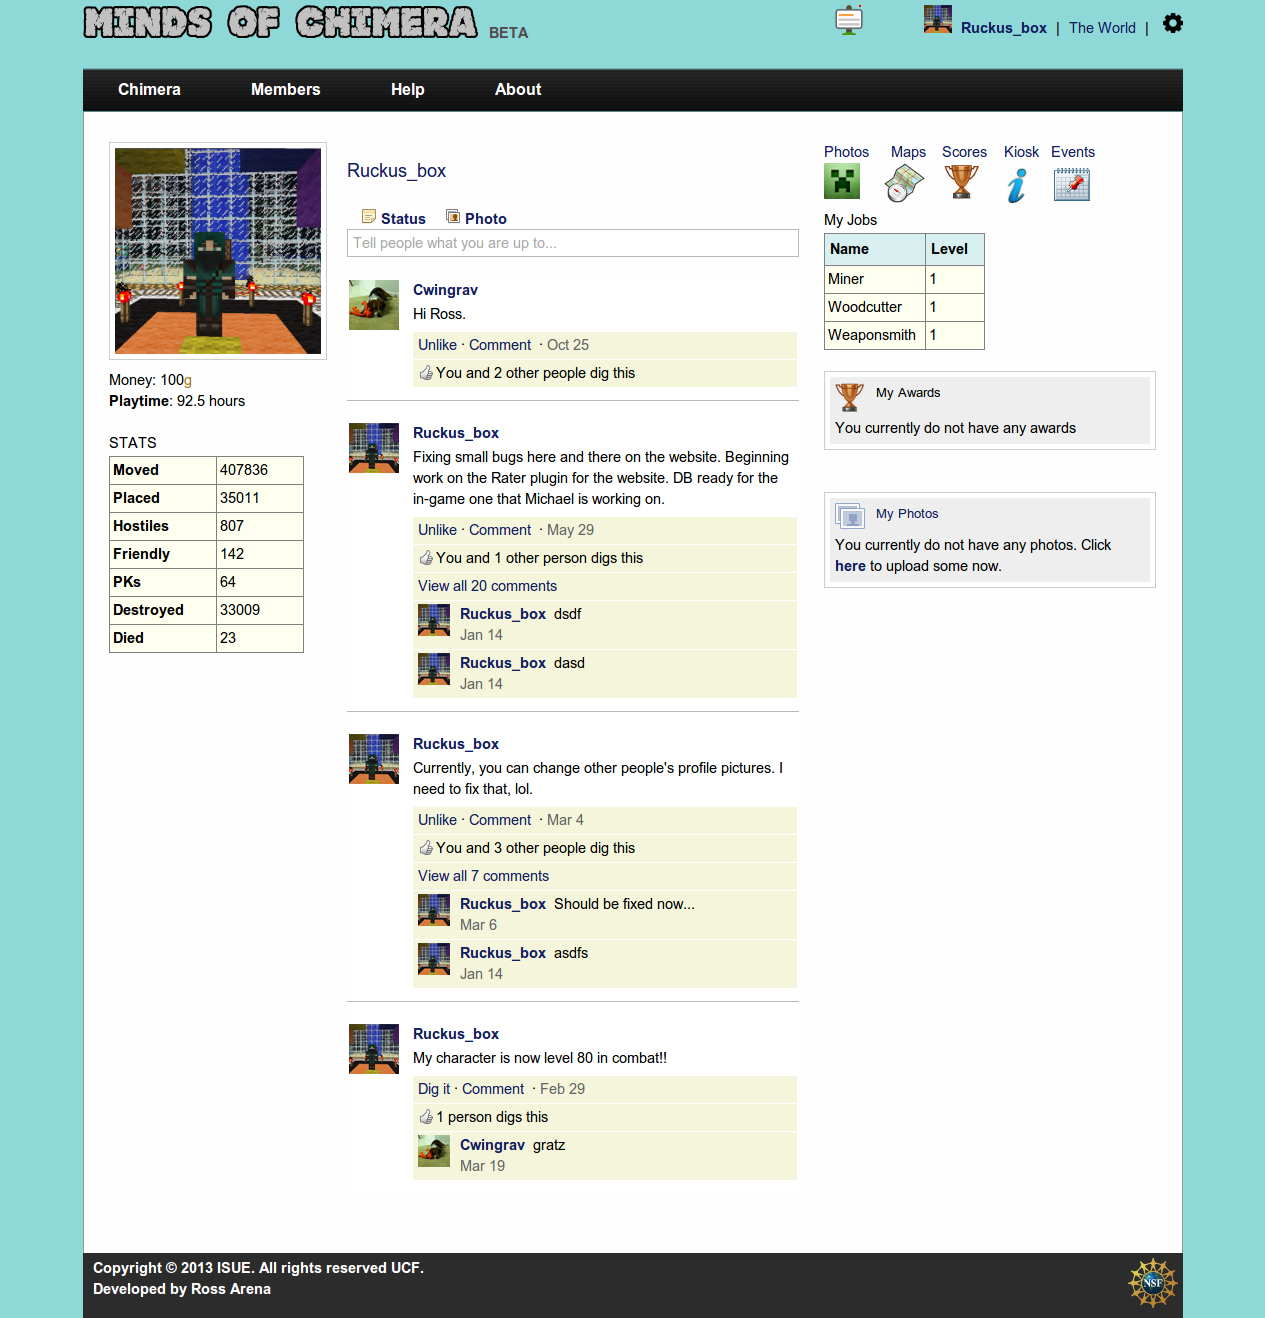 MINDS OF CHIMERA BETA
Ruckus_box | The World |
Chimera Members Help About
Money: 100g
Playtime: 92.5 hours
STATS
Moved 407836
Placed 35011
Hostiles 807
Friendly 142
PKs 64
Destroyed 33009
Died 23
Ruckus_box
Status Photo
Tell people what you are up to...
Cwingrav
Hi Ross.
Unlike · Comment · Oct 25
You and 2 other people dig this
Ruckus_box
Fixing small bugs here and there on the website. Beginning
work on the Rater plugin for the website. DB ready for the
in-game one that Michael is working on.
Unlike · Comment · May 29
You and 1 other person digs this
View all 20 comments
Ruckus_box dsdf
Jan 14
Ruckus_box dasd
Jan 14
Ruckus_box
Currently, you can change other people's profile pictures. I
need to fix that, lol.
Unlike · Comment · Mar 4
You and 3 other people dig this
View all 7 comments
Ruckus_box Should be fixed now...
Mar 6
Ruckus_box asdfs
Jan 14
Ruckus_box
My character is now level 80 in combat!!
Dig it · Comment · Feb 29
1 person digs this
Cwingrav gratz
Mar 19
Photos Maps Scores Kiosk Events
My Jobs
Name Level
Miner 1
Woodcutter 1
Weaponsmith 1
My Awards
You currently do not have any awards
My Photos
You currently do not have any photos. Click
here to upload some now.
Copyright © 2013 ISUE. All rights reserved UCF.
Developed by Ross Arena
NSF